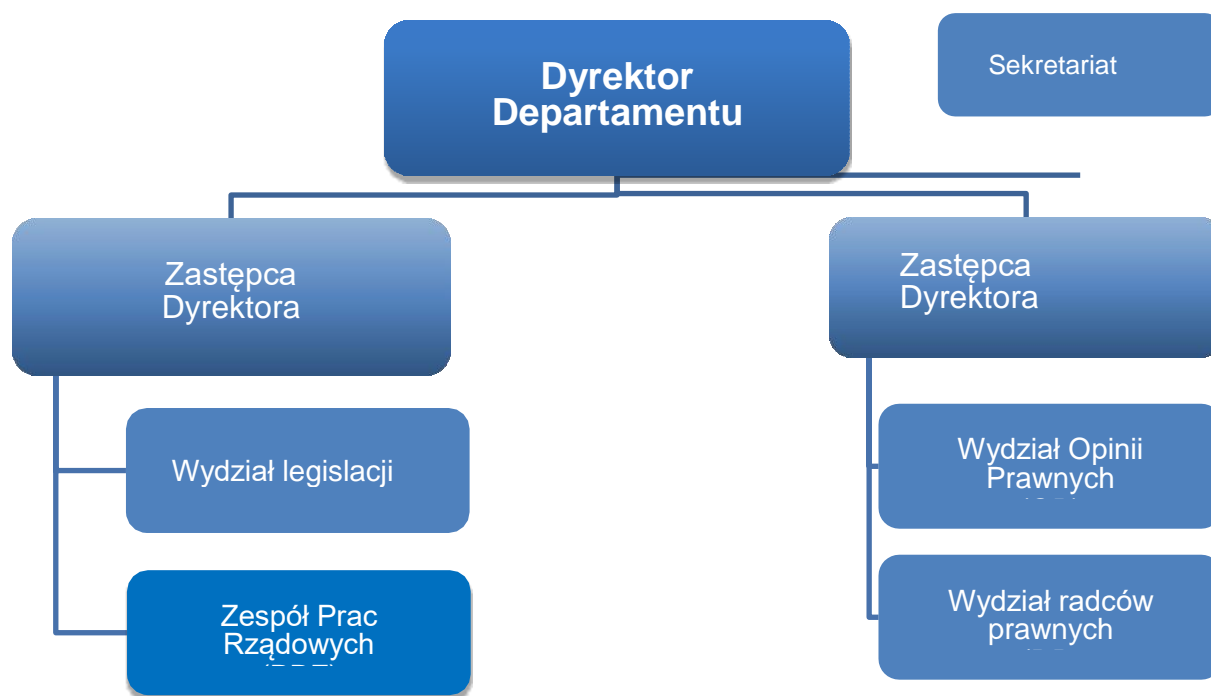 Dyrektor
Departamentu
Sekretariat
Zastępca
Dyrektora
Zastępca
Dyrektora
Wydział legislacji
Wydział Opinii
Prawnych
Zespół Prac
Rządowych
Wydział radców
prawnych